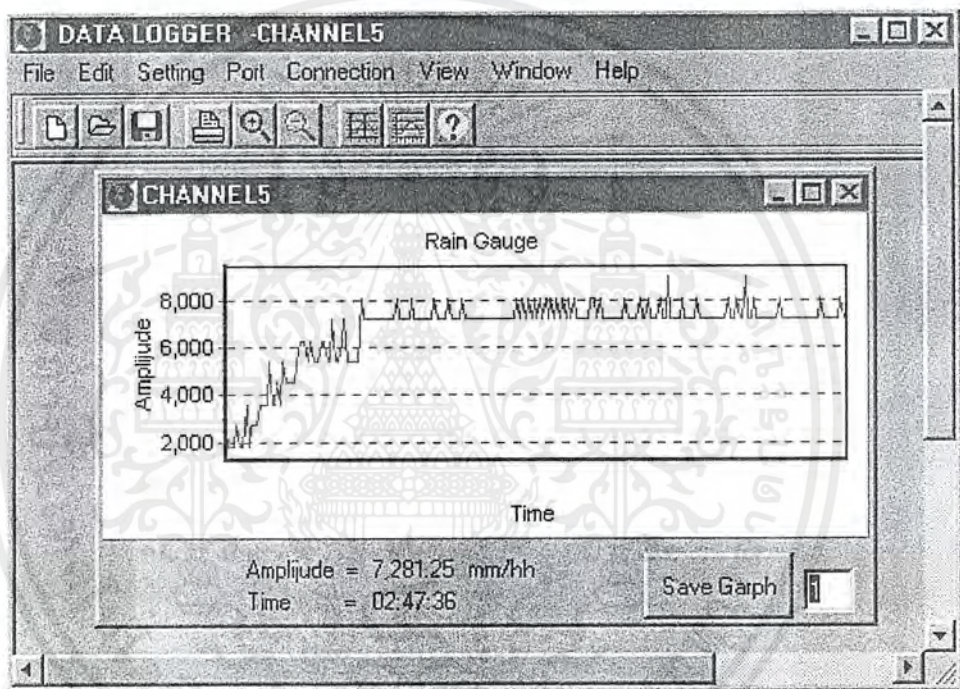 DATA LOGGER -CHANNEL5
File Edit Setting Port Connection View Window Help
CHANNEL5
Rain Gauge
8,000
6,000
4,000
2,000
Amplijude
Time
Amplijude = 7,281.25 mm/hh
Time = 02:47:36
Save Garph
1